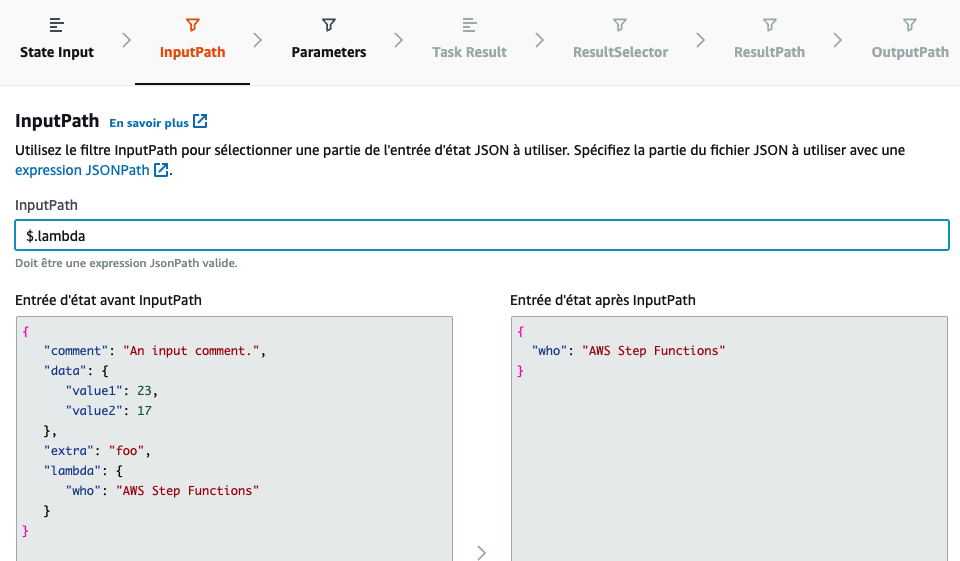 State Input
InputPath
Parameters
Task Result
ResultSelector
ResultPath
OutputPath
InputPath En savoir plus
Utilisez le filtre InputPath pour sélectionner une partie de l'entrée d'état JSON à utiliser. Spécifiez la partie du fichier JSON à utiliser avec une
expression JSONPath.
InputPath
$.lambda
Doit être une expression JsonPath valide.
Entrée d'état avant InputPath
{
"comment": "An input comment.",
"data": {
"value1": 23,
"value2": 17
},
"extra": "foo",
"lambda": {
"who": "AWS Step Functions"
}
}
Entrée d'état après InputPath
{
"who": "AWS Step Functions"
}